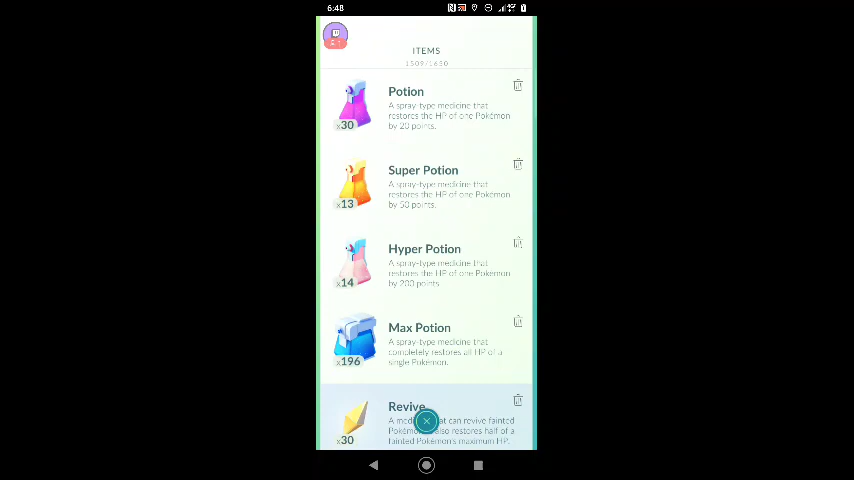 6:48
ITEMS
1509/1650
Potion
A spray-type medicine that
restores the HP of one Pokémon
by 20 points.
x30
Super Potion
A spray-type medicine that
restores the HP of one Pokémon
by 50 points.
x13
Hyper Potion
A spray-type medicine that
restores the HP of one Pokémon
by 200 points.
x14
Max Potion
A spray-type medicine that
completely restores all HP of a
single Pokémon.
x196
Revive
A med that can revive fainted
Pokém also restores half of a
fainted Pokémon's maximum HP.
x30